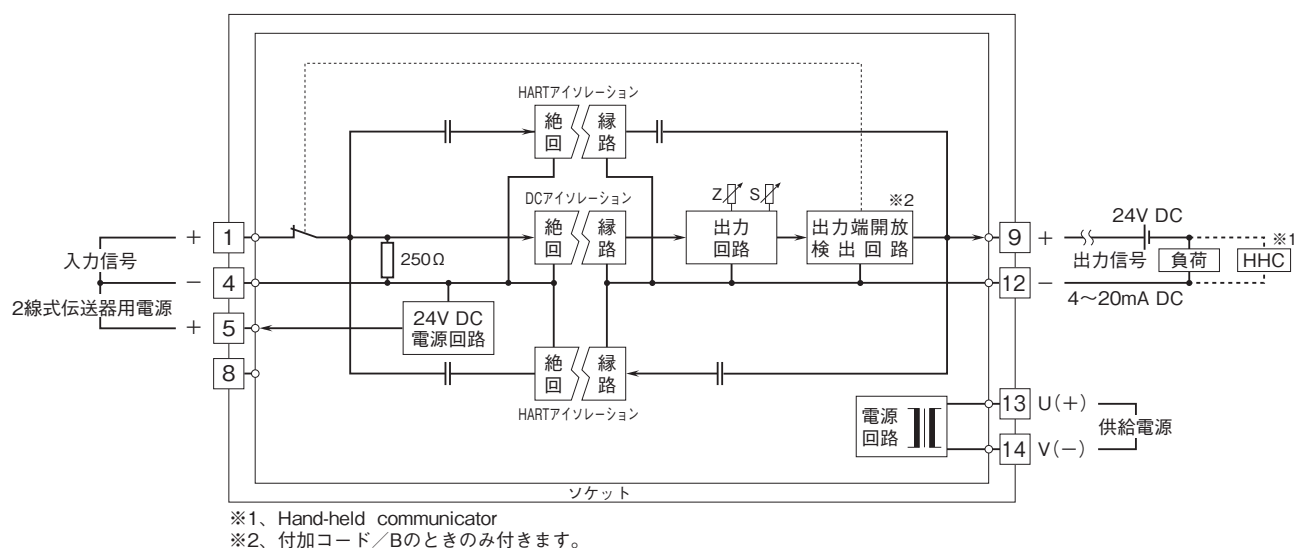 HARTアイソレーション
絶縁
回路
DCアイソレーション
Z
S
※2
絶縁
回路
出力
回路
出力端開放
検出回路
24V DC
※1
+
1
9
+
入力信号
250Ω
出力信号
負荷
HHC
−
4
12
−
4～20mA DC
2線式伝送器用電源
24V DC
電源回路
+
5
8
絶縁
回路
HARTアイソレーション
電源
回路
13
U(+)
供給電源
14
V(−)
ソケット
※1、Hand-held communicator
※2、付加コード／Bのときのみ付きます。